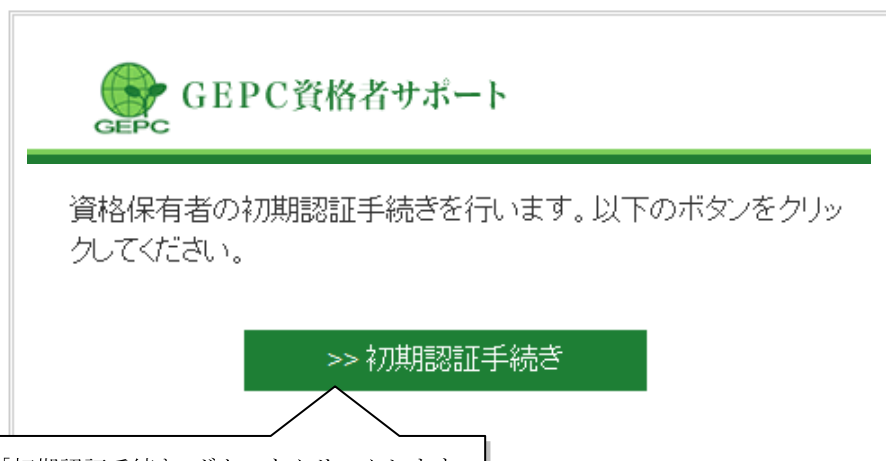 GEPC
GEPC資格者サポート
資格保有者の初期認証手続きを行います。以下のボタンをクリッ
クしてください。
>> 初期認証手続き